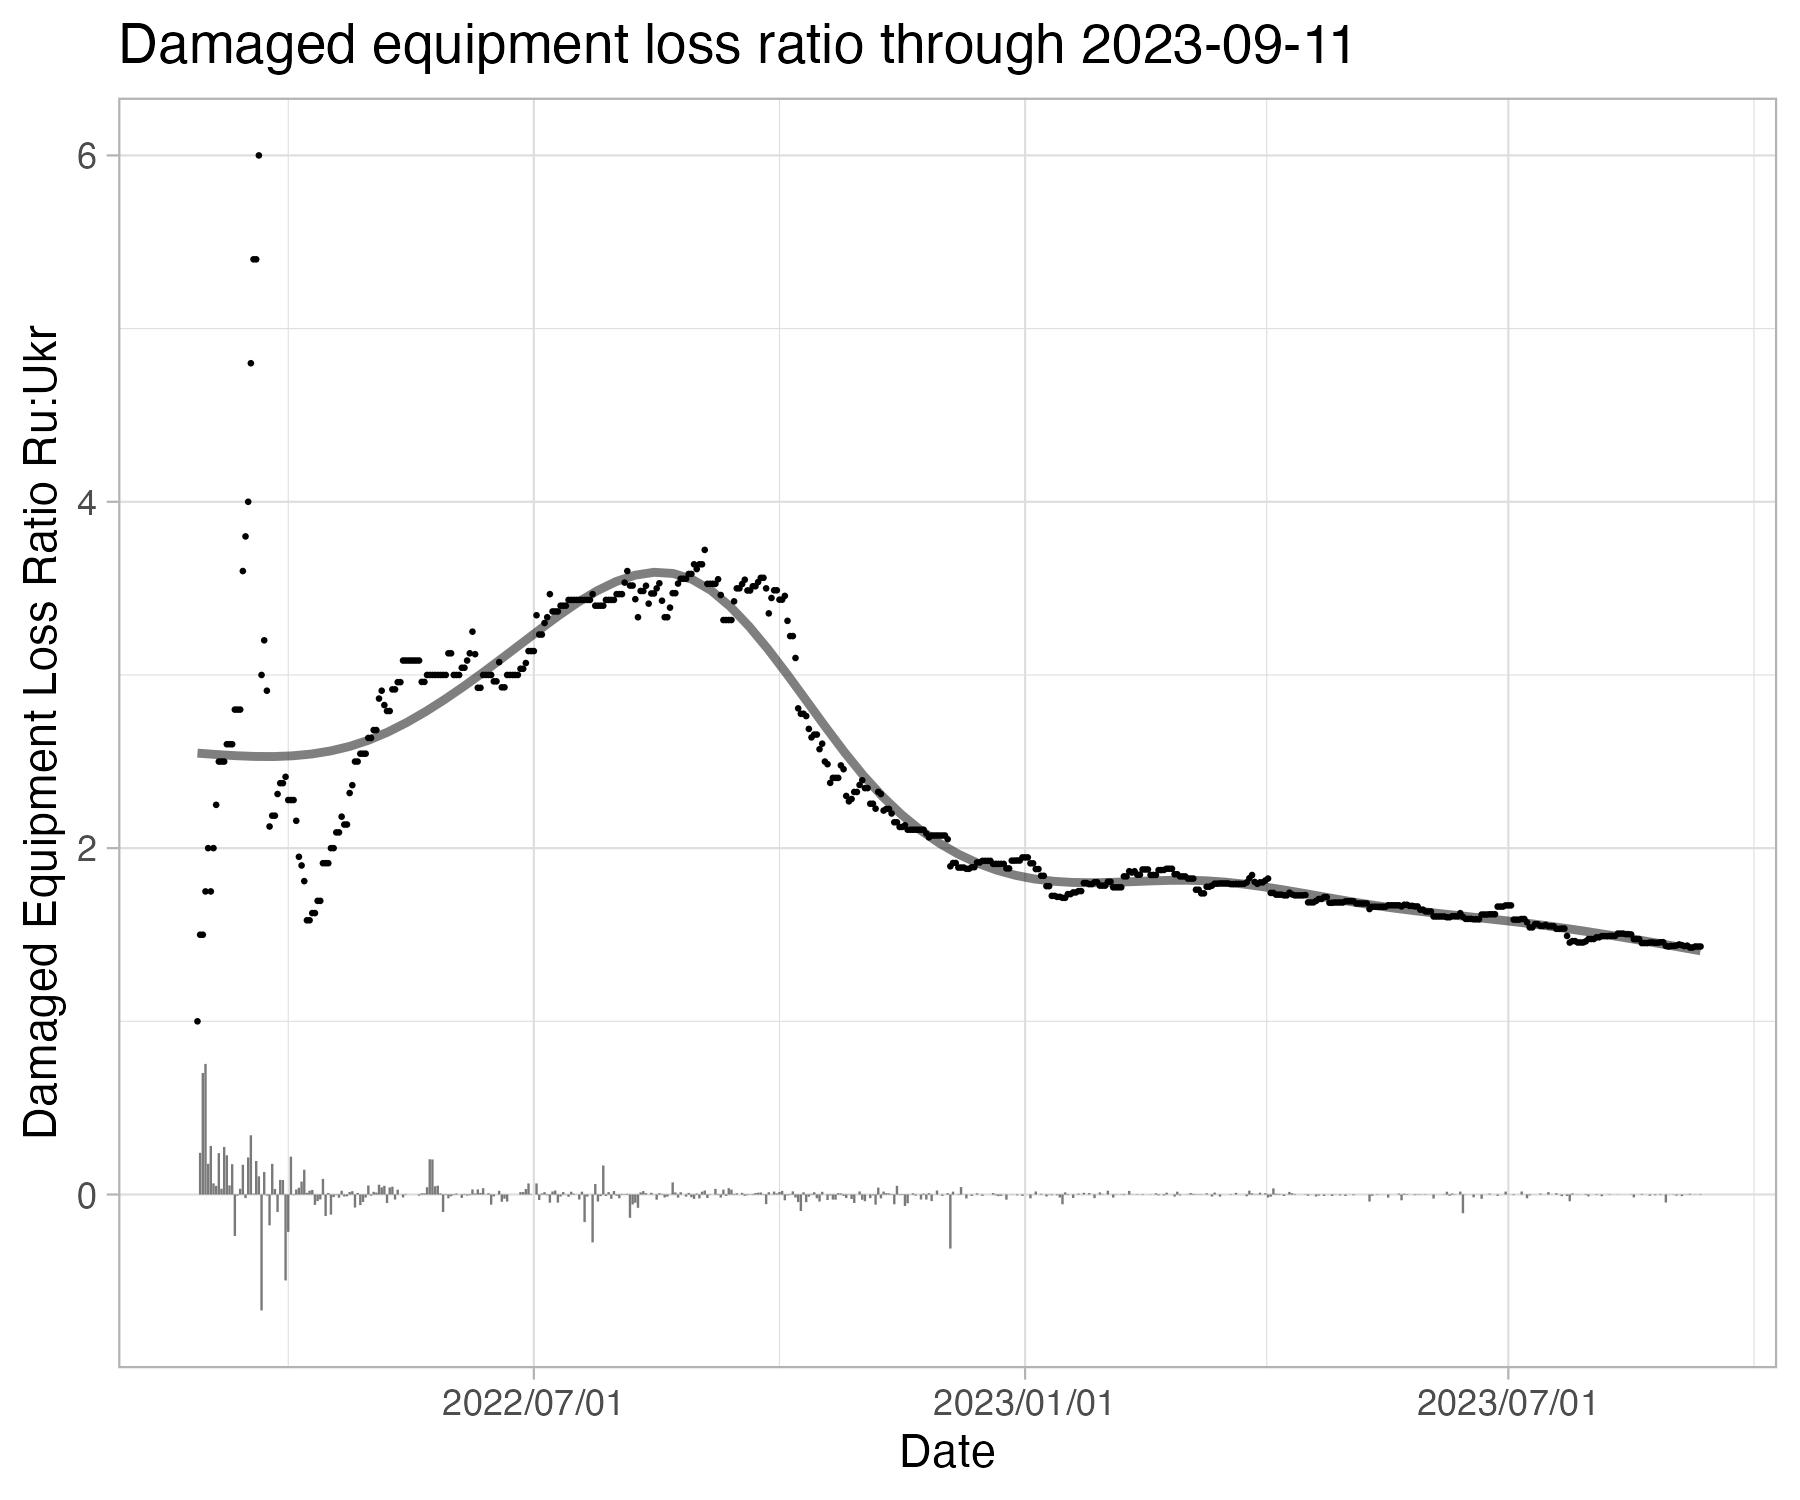 Damaged equipment loss ratio through 2023-09-11
Damaged Equipment Loss Ratio Ru:Ukr
6
4
2
0
2022/07/01
2023/01/01
2023/07/01
Date